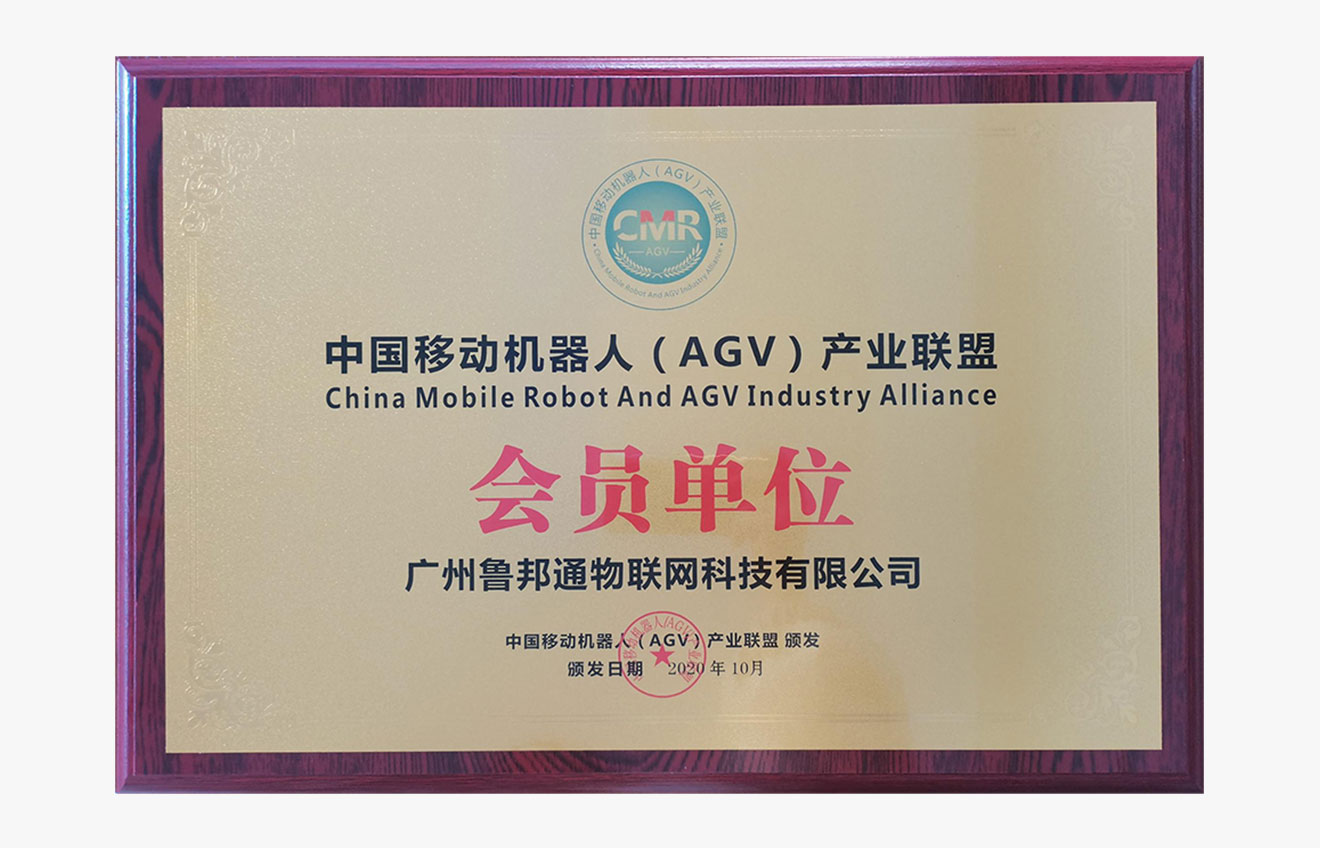 中国移动机器人（AGV）产业联盟
CMR
AGV
China Mobile Robot And AGV Industry Alliance
中国移动机器人（AGV）产业联盟
China Mobile Robot And AGV Industry Alliance
会员单位
广州鲁邦通物联网科技有限公司
中国移动机器人（AGV）产业联盟 颁发
颁发日期 2020年10月